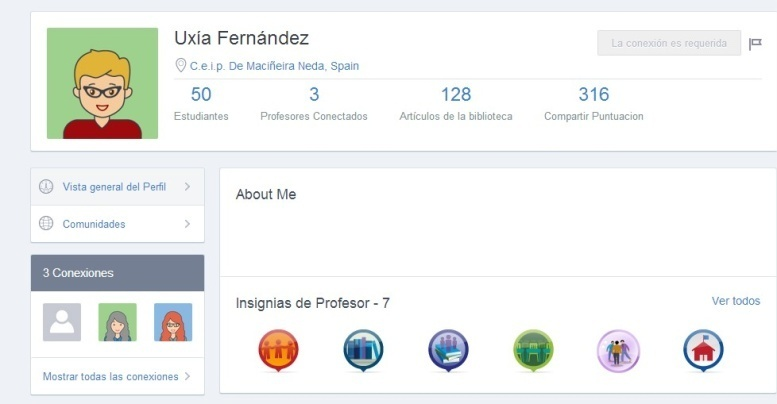 Uxía Fernández
La conexión es requerida
C.e.i.p. De Maciñeira Neda, Spain
50
3
128
316
Estudiantes
Profesores Conectados
Artículos de la biblioteca
Compartir Puntuacion
Vista general del Perfil
Comunidades
3 Conexiones
Mostrar todas las conexiones
About Me
Insignias de Profesor - 7
Ver todos